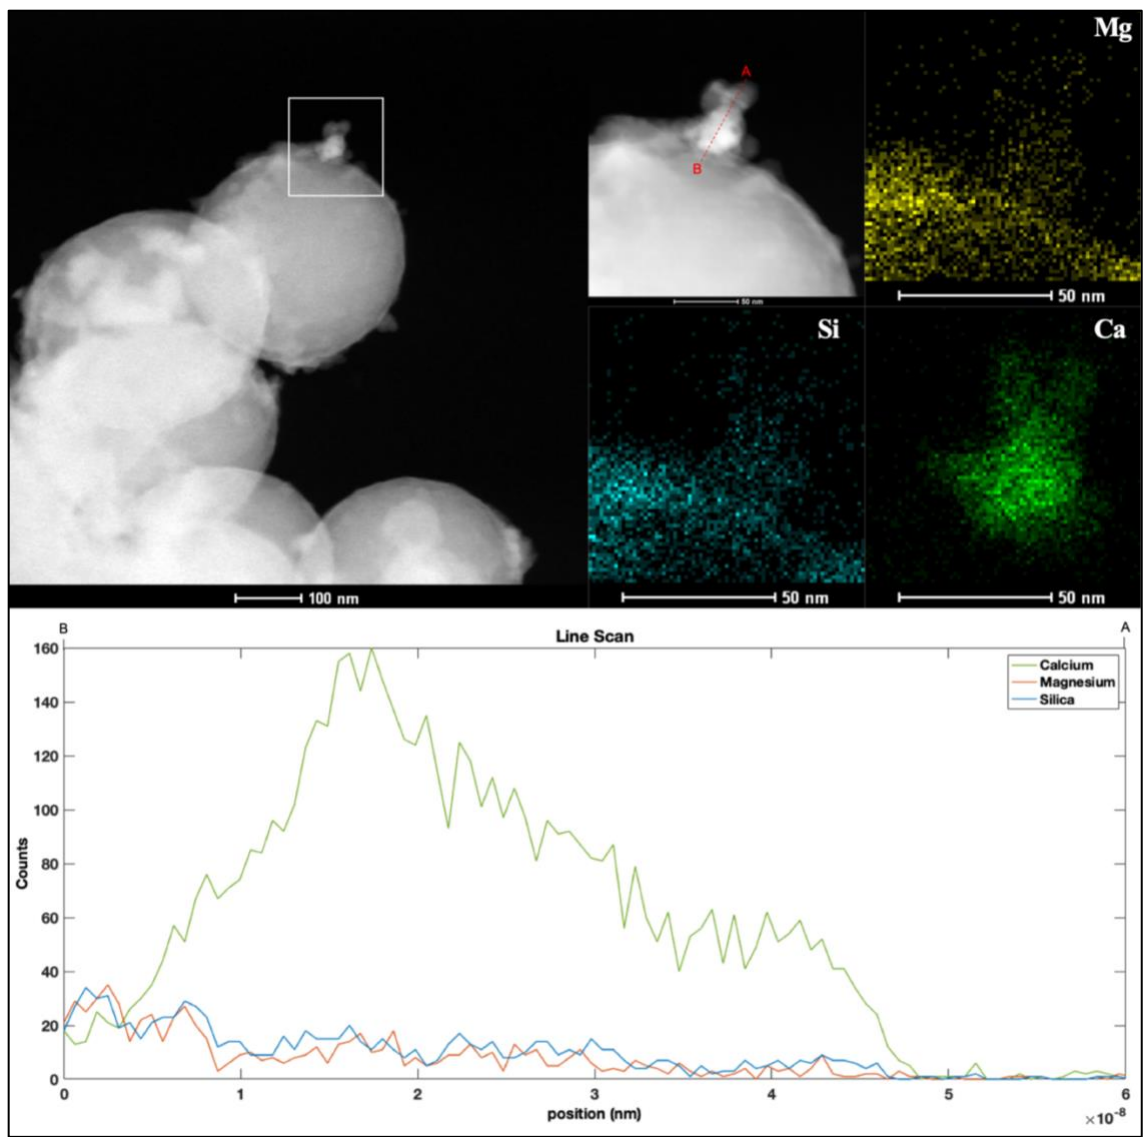 Mg
A
B
50 nm
50 nm
Si
Ca
100 nm
50 nm
50 nm
B
A
Line Scan
160
140
120
100
80
60
40
20
0
Counts
Calcium
Magnesium
Silica
0
1
2
3
4
5
6
position (nm)
×10⁻⁸